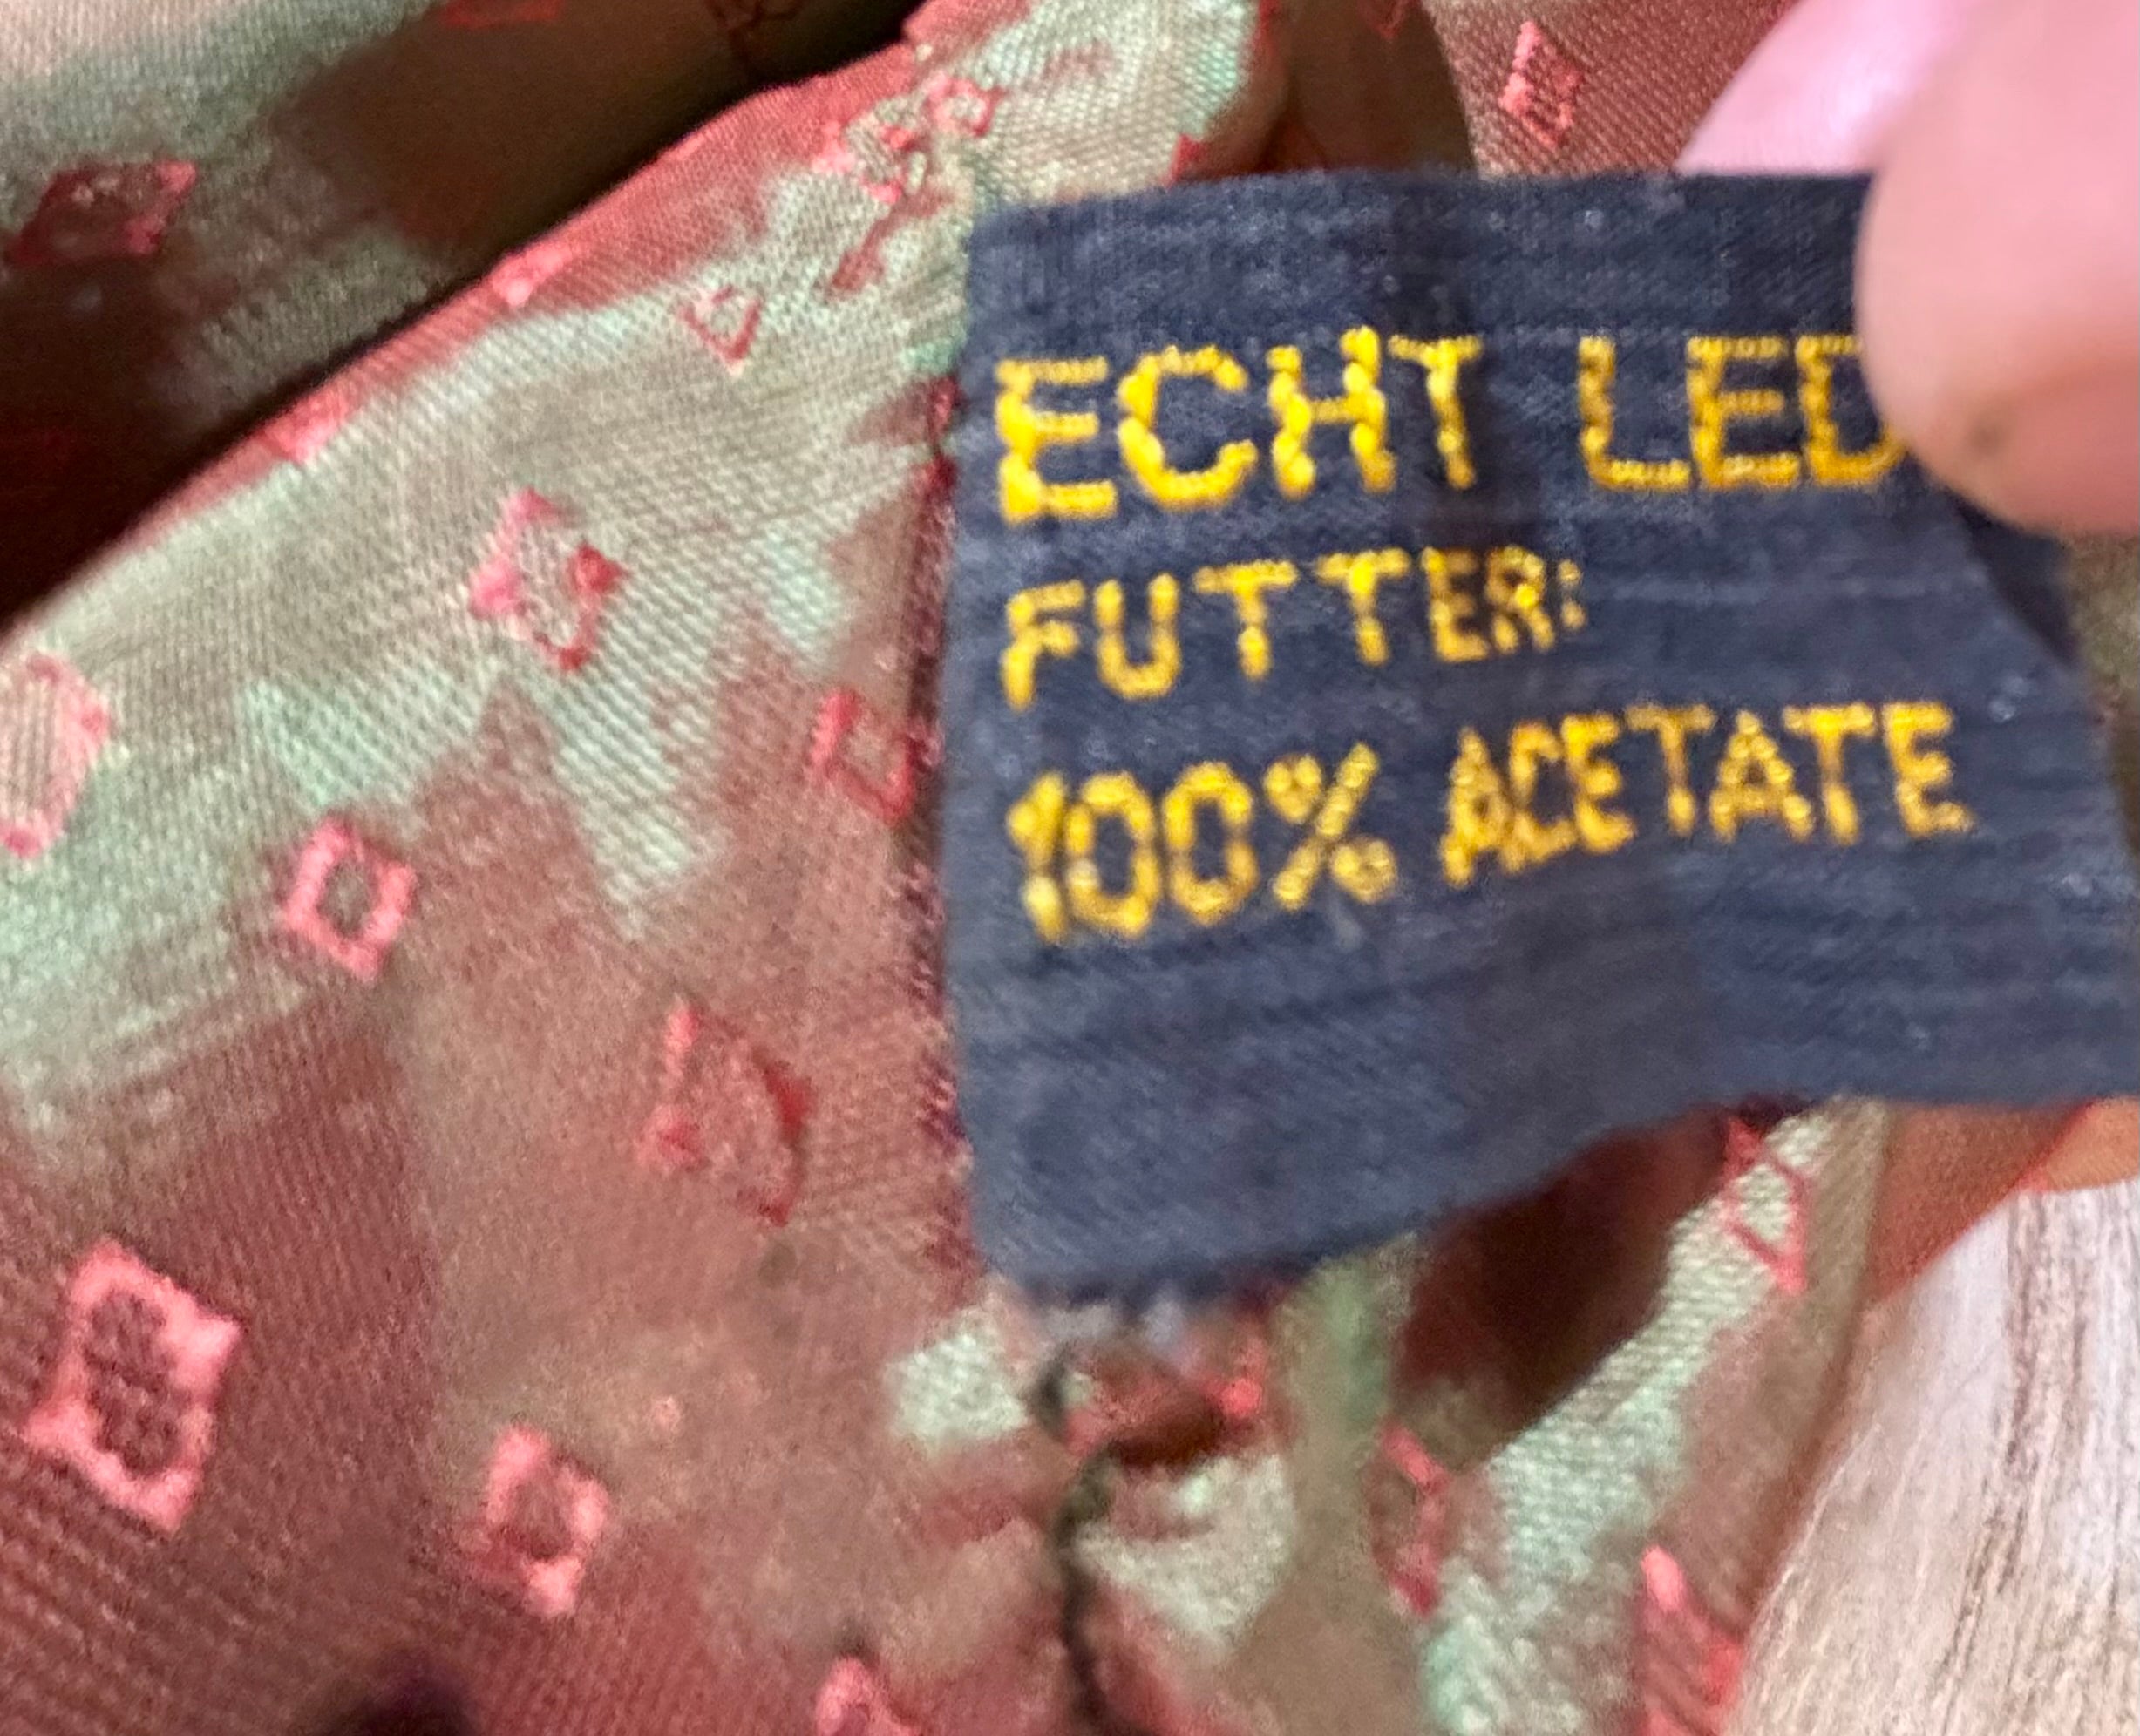 ECHT LED
FUTTER:
100% ACETATE